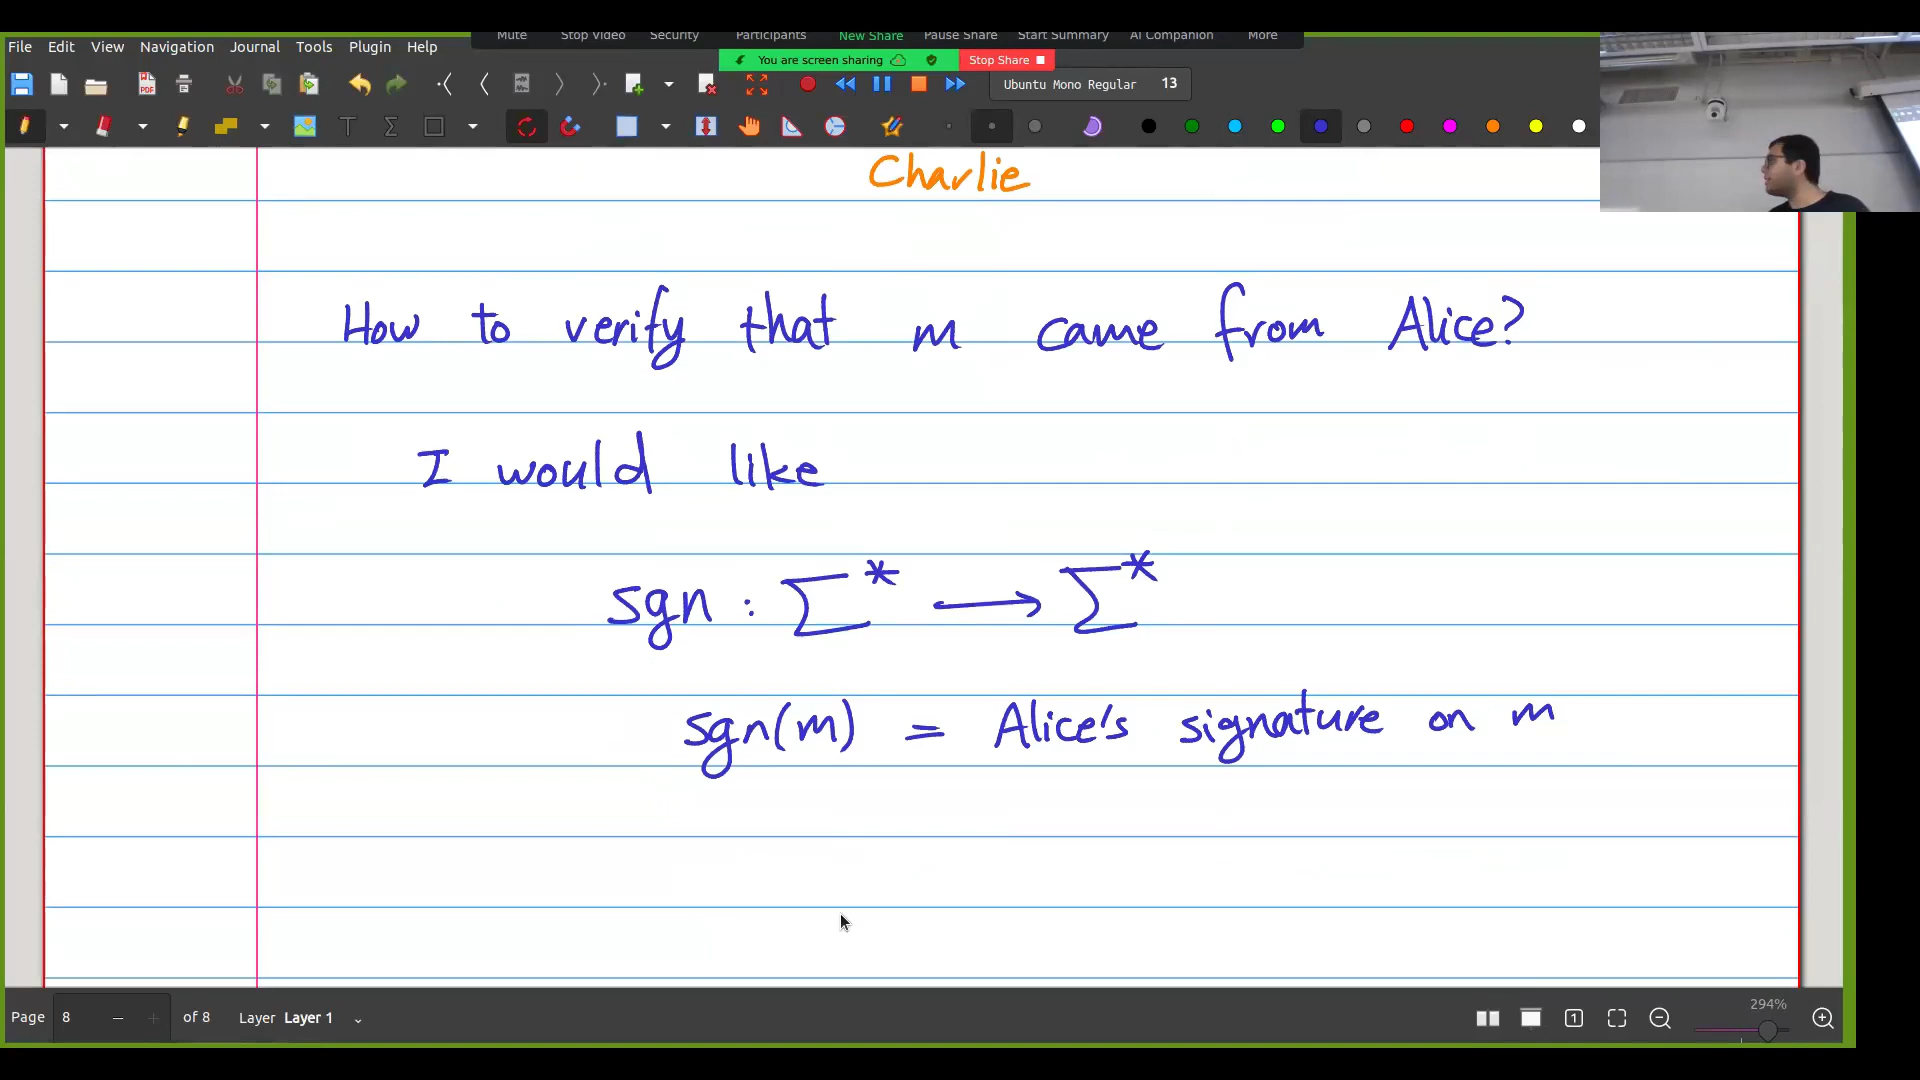 Mute Stop Video Security Participants New Share Pause Share Start Summary AI Companion More
File Edit View Navigation Journal Tools Plugin Help
You are screen sharing Stop Share
Ubuntu Mono Regular 13
Charlie
How to verify that m came from Alice?
I would like
sgn : Σ* ⟶ Σ*
sgn(m) = Alice's signature on m
Page 8 of 8 Layer Layer 1 294%